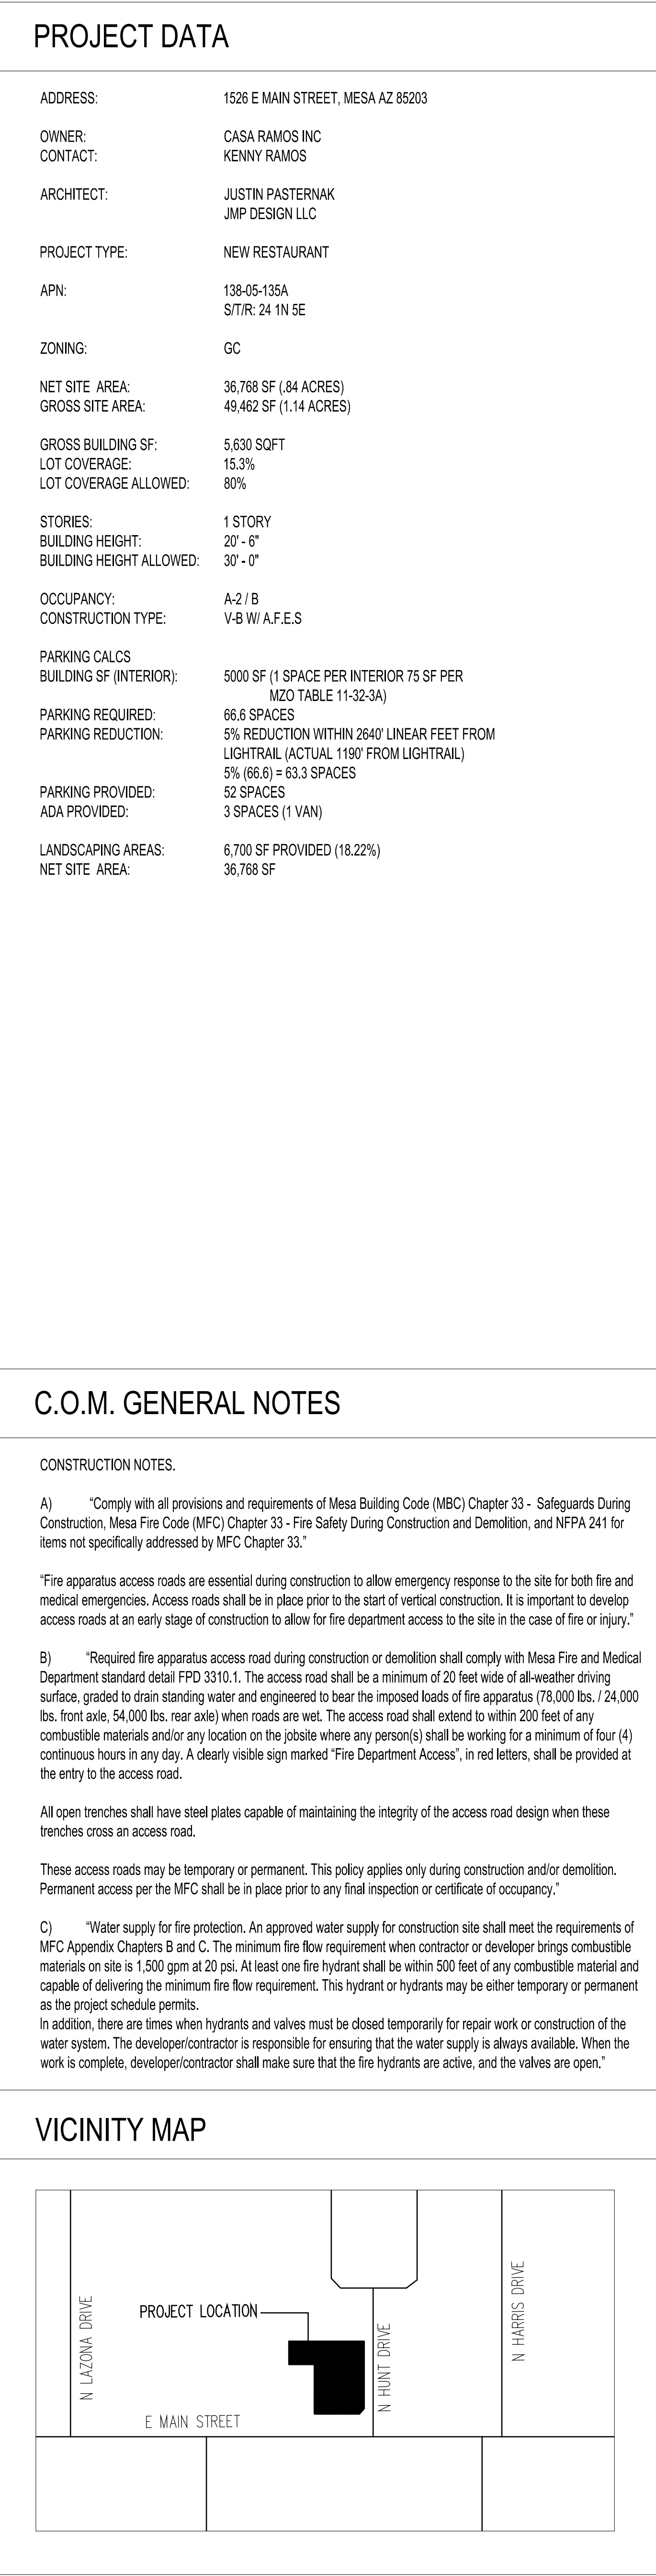 PROJECT DATA
ADDRESS: 1526 E MAIN STREET, MESA AZ 85203
OWNER: CASA RAMOS INC
CONTACT: KENNY RAMOS
ARCHITECT: JUSTIN PASTERNAK
JMP DESIGN LLC
PROJECT TYPE: NEW RESTAURANT
APN: 138-05-135A
S/T/R: 24 1N 5E
ZONING: GC
NET SITE AREA: 36,768 SF (.84 ACRES)
GROSS SITE AREA: 49,462 SF (1.14 ACRES)
GROSS BUILDING SF: 5,630 SQFT
LOT COVERAGE: 15.3%
LOT COVERAGE ALLOWED: 80%
STORIES: 1 STORY
BUILDING HEIGHT: 20' - 6"
BUILDING HEIGHT ALLOWED: 30' - 0"
OCCUPANCY: A-2 / B
CONSTRUCTION TYPE: V-B W/ A.F.E.S
PARKING CALCS
BUILDING SF (INTERIOR): 5000 SF (1 SPACE PER INTERIOR 75 SF PER
MZO TABLE 11-32-3A)
PARKING REQUIRED: 66.6 SPACES
PARKING REDUCTION: 5% REDUCTION WITHIN 2640' LINEAR FEET FROM
LIGHTRAIL (ACTUAL 1190' FROM LIGHTRAIL)
5% (66.6) = 63.3 SPACES
PARKING PROVIDED: 52 SPACES
ADA PROVIDED: 3 SPACES (1 VAN)
LANDSCAPING AREAS: 6,700 SF PROVIDED (18.22%)
NET SITE AREA: 36,768 SF
C.O.M. GENERAL NOTES
CONSTRUCTION NOTES.
A) “Comply with all provisions and requirements of Mesa Building Code (MBC) Chapter 33 - Safeguards During
Construction, Mesa Fire Code (MFC) Chapter 33 - Fire Safety During Construction and Demolition, and NFPA 241 for
items not specifically addressed by MFC Chapter 33.”
“Fire apparatus access roads are essential during construction to allow emergency response to the site for both fire and
medical emergencies. Access roads shall be in place prior to the start of vertical construction. It is important to develop
access roads at an early stage of construction to allow for fire department access to the site in the case of fire or injury.”
B) “Required fire apparatus access road during construction or demolition shall comply with Mesa Fire and Medical
Department standard detail FPD 3310.1. The access road shall be a minimum of 20 feet wide of all-weather driving
surface, graded to drain standing water and engineered to bear the imposed loads of fire apparatus (78,000 lbs. / 24,000
lbs. front axle, 54,000 lbs. rear axle) when roads are wet. The access road shall extend to within 200 feet of any
combustible materials and/or any location on the jobsite where any person(s) shall be working for a minimum of four (4)
continuous hours in any day. A clearly visible sign marked “Fire Department Access”, in red letters, shall be provided at
the entry to the access road.
All open trenches shall have steel plates capable of maintaining the integrity of the access road design when these
trenches cross an access road.
These access roads may be temporary or permanent. This policy applies only during construction and/or demolition.
Permanent access per the MFC shall be in place prior to any final inspection or certificate of occupancy.”
C) “Water supply for fire protection. An approved water supply for construction site shall meet the requirements of
MFC Appendix Chapters B and C. The minimum fire flow requirement when contractor or developer brings combustible
materials on site is 1,500 gpm at 20 psi. At least one fire hydrant shall be within 500 feet of any combustible material and
capable of delivering the minimum fire flow requirement. This hydrant or hydrants may be either temporary or permanent
as the project schedule permits.
In addition, there are times when hydrants and valves must be closed temporarily for repair work or construction of the
water system. The developer/contractor is responsible for ensuring that the water supply is always available. When the
work is complete, developer/contractor shall make sure that the fire hydrants are active, and the valves are open.”
VICINITY MAP
PROJECT LOCATION
N LAZONA DRIVE
N HUNT DRIVE
N HARRIS DRIVE
E MAIN STREET